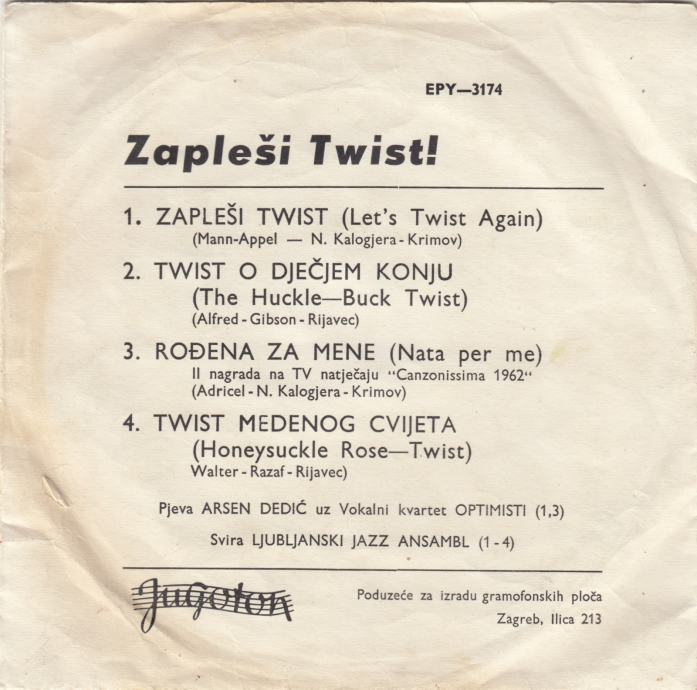 EPY—3174
Zapleši Twist!
1. ZAPLEŠI TWIST (Let's Twist Again)
(Mann-Appel — N. Kalogjera - Krimov)
2. TWIST O DJEČJEM KONJU
(The Huckle—Buck Twist)
(Alfred - Gibson - Rijavec)
3. ROĐENA ZA MENE (Nata per me)
II nagrada na TV natječaju "Canzonissima 1962"
(Adricel - N. Kalogjera - Krimov)
4. TWIST MEDENOG CVIJETA
(Honeysuckle Rose—Twist)
Walter - Razaf - Rijavec)
Pjeva ARSEN DEDIĆ uz Vokalni kvartet OPTIMISTI (1,3)
Svira LJUBLJANSKI JAZZ ANSAMBL (1 - 4)
Jugoton
Poduzeće za izradu gramofonskih ploča
Zagreb, Ilica 213